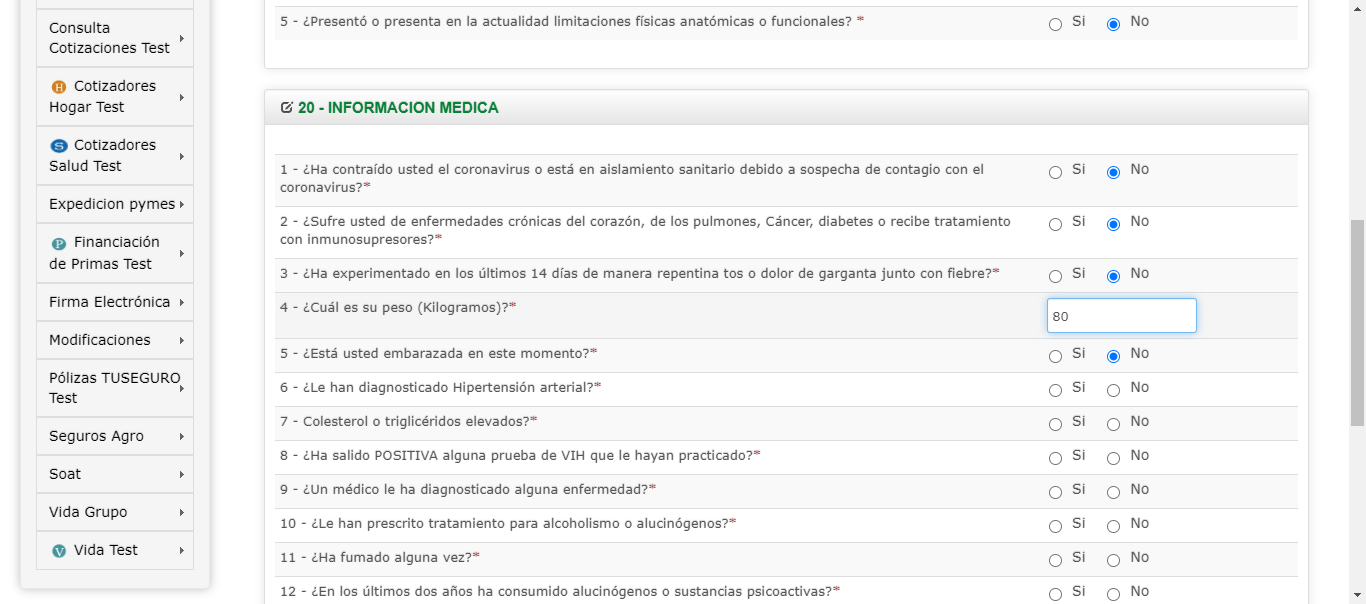 Consulta
Cotizaciones Test
H Cotizadores
Hogar Test
S Cotizadores
Salud Test
Expedicion pymes
P Financiación
de Primas Test
Firma Electrónica
Modificaciones
Pólizas TUSEGURO
Test
Seguros Agro
Soat
Vida Grupo
V Vida Test
5 - ¿Presentó o presenta en la actualidad limitaciones físicas anatómicas o funcionales? * Si No
20 - INFORMACION MEDICA
1 - ¿Ha contraído usted el coronavirus o está en aislamiento sanitario debido a sospecha de contagio con el Si No
coronavirus?*
2 - ¿Sufre usted de enfermedades crónicas del corazón, de los pulmones, Cáncer, diabetes o recibe tratamiento Si No
con inmunosupresores?*
3 - ¿Ha experimentado en los últimos 14 días de manera repentina tos o dolor de garganta junto con fiebre?* Si No
4 - ¿Cuál es su peso (Kilogramos)?* 80
5 - ¿Está usted embarazada en este momento?* Si No
6 - ¿Le han diagnosticado Hipertensión arterial?* Si No
7 - Colesterol o triglicéridos elevados?* Si No
8 - ¿Ha salido POSITIVA alguna prueba de VIH que le hayan practicado?* Si No
9 - ¿Un médico le ha diagnosticado alguna enfermedad?* Si No
10 - ¿Le han prescrito tratamiento para alcoholismo o alucinógenos?* Si No
11 - ¿Ha fumado alguna vez?* Si No
12 - ¿En los últimos dos años ha consumido alucinógenos o sustancias psicoactivas?* Si No